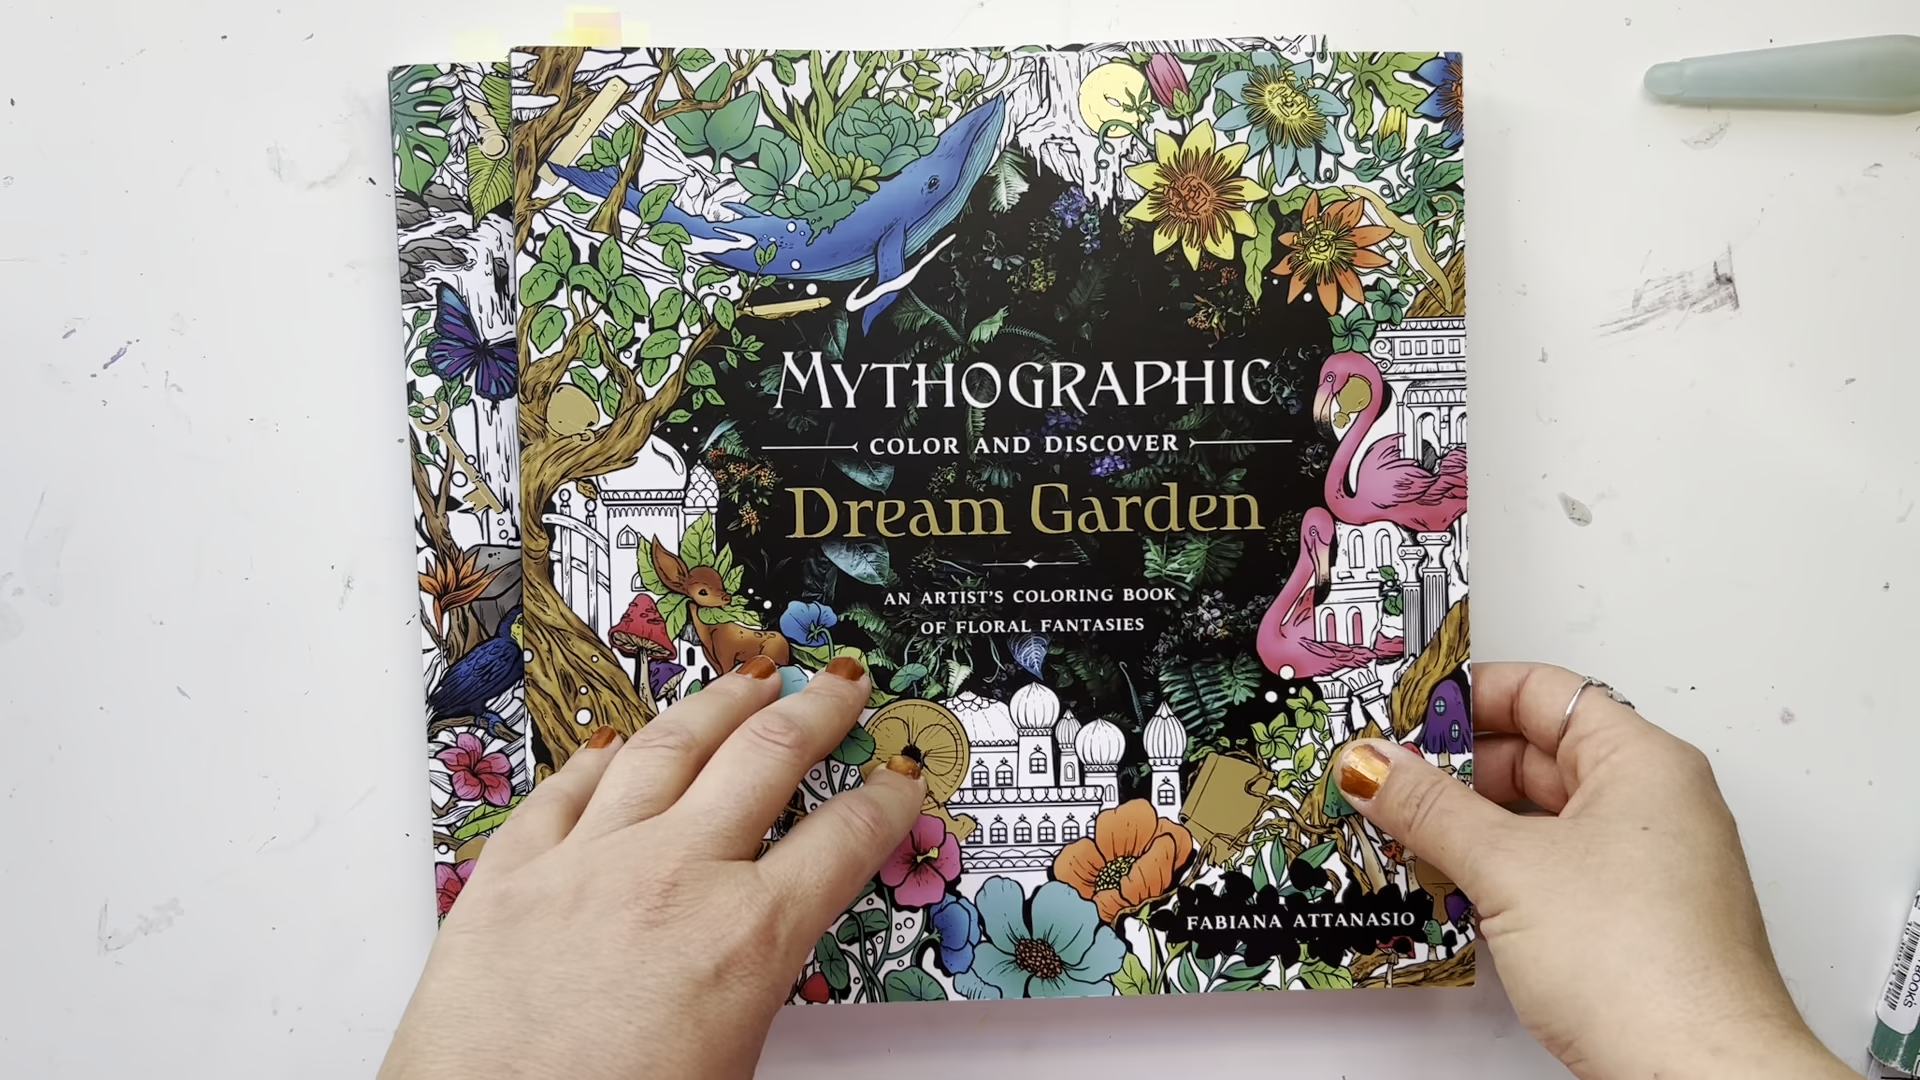 MYTHOGRAPHIC
COLOR AND DISCOVER
Dream Garden
AN ARTIST'S COLORING BOOK
OF FLORAL FANTASIES
FABIANA ATTANASIO